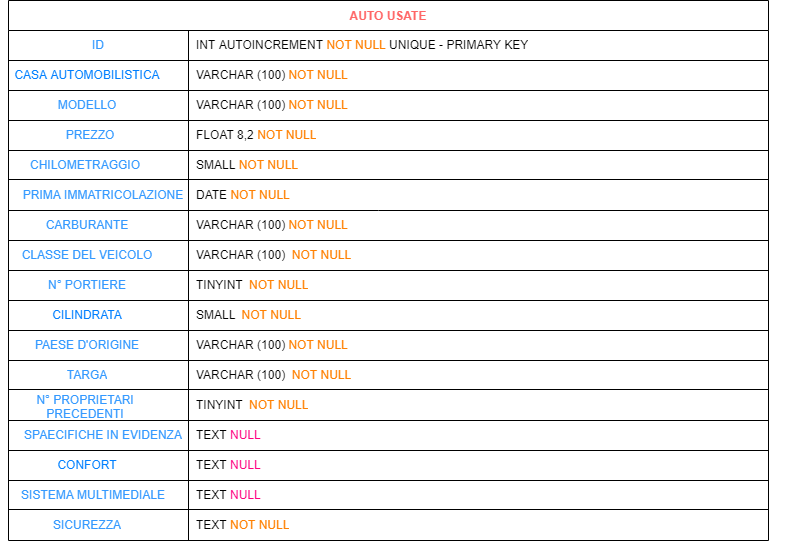 AUTO USATE
ID INT AUTOINCREMENT NOT NULL UNIQUE - PRIMARY KEY
CASA AUTOMOBILISTICA VARCHAR (100) NOT NULL
MODELLO VARCHAR (100) NOT NULL
PREZZO FLOAT 8,2 NOT NULL
CHILOMETRAGGIO SMALL NOT NULL
PRIMA IMMATRICOLAZIONE DATE NOT NULL
CARBURANTE VARCHAR (100) NOT NULL
CLASSE DEL VEICOLO VARCHAR (100) NOT NULL
N° PORTIERE TINYINT NOT NULL
CILINDRATA SMALL NOT NULL
PAESE D'ORIGINE VARCHAR (100) NOT NULL
TARGA VARCHAR (100) NOT NULL
N° PROPRIETARI
PRECEDENTI TINYINT NOT NULL
SPAECIFICHE IN EVIDENZA TEXT NULL
CONFORT TEXT NULL
SISTEMA MULTIMEDIALE TEXT NULL
SICUREZZA TEXT NOT NULL